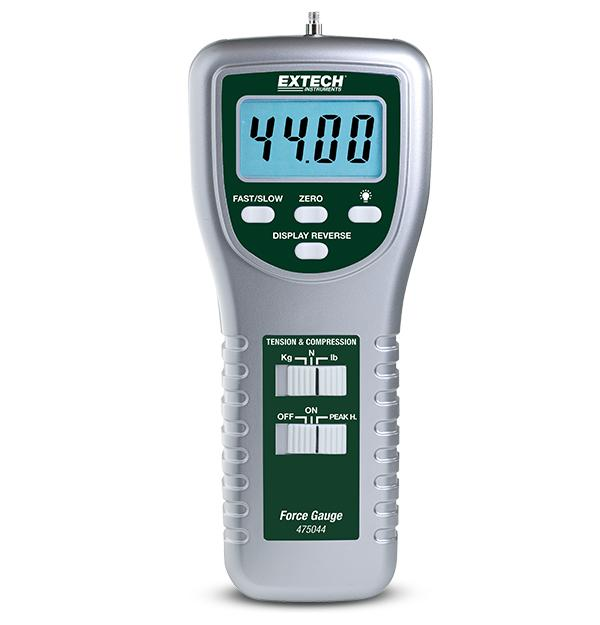 EXTECH
INSTRUMENTS
44.00
FAST/SLOW ZERO
DISPLAY REVERSE
TENSION & COMPRESSION
Kg N lb
OFF ON PEAK H.
Force Gauge
475044